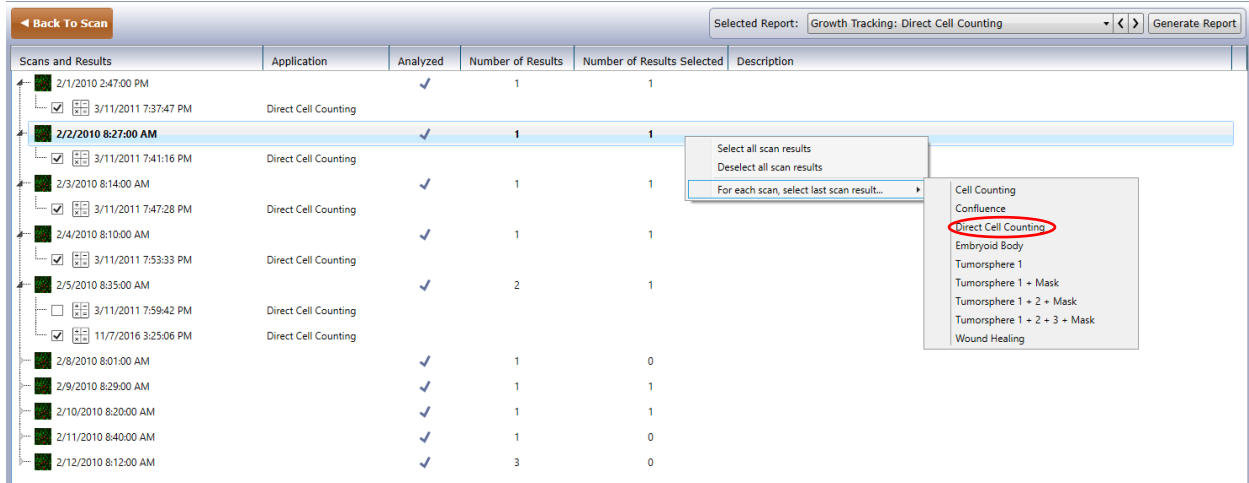 Back To Scan
Selected Report: Growth Tracking: Direct Cell Counting Generate Report
Scans and Results Application Analyzed Number of Results Number of Results Selected Description
2/1/2010 2:47:00 PM 1 1
3/11/2011 7:37:47 PM Direct Cell Counting
2/2/2010 8:27:00 AM 1 1
Select all scan results
3/11/2011 7:41:16 PM Direct Cell Counting
Deselect all scan results
2/3/2010 8:14:00 AM 1 1
For each scan, select last scan result...
Cell Counting
3/11/2011 7:47:28 PM Direct Cell Counting
Confluence
Direct Cell Counting
2/4/2010 8:10:00 AM 1 1
Embryoid Body
3/11/2011 7:53:33 PM Direct Cell Counting
Tumorsphere 1
2/5/2010 8:35:00 AM 2 1
Tumorsphere 1 + Mask
Tumorsphere 1 + 2 + Mask
3/11/2011 7:59:42 PM Direct Cell Counting
Tumorsphere 1 + 2 + 3 + Mask
11/7/2016 3:25:06 PM Direct Cell Counting
Wound Healing
2/8/2010 8:01:00 AM 1 0
2/9/2010 8:29:00 AM 1 1
2/10/2010 8:20:00 AM 1 1
2/11/2010 8:40:00 AM 1 0
2/12/2010 8:12:00 AM 3 0